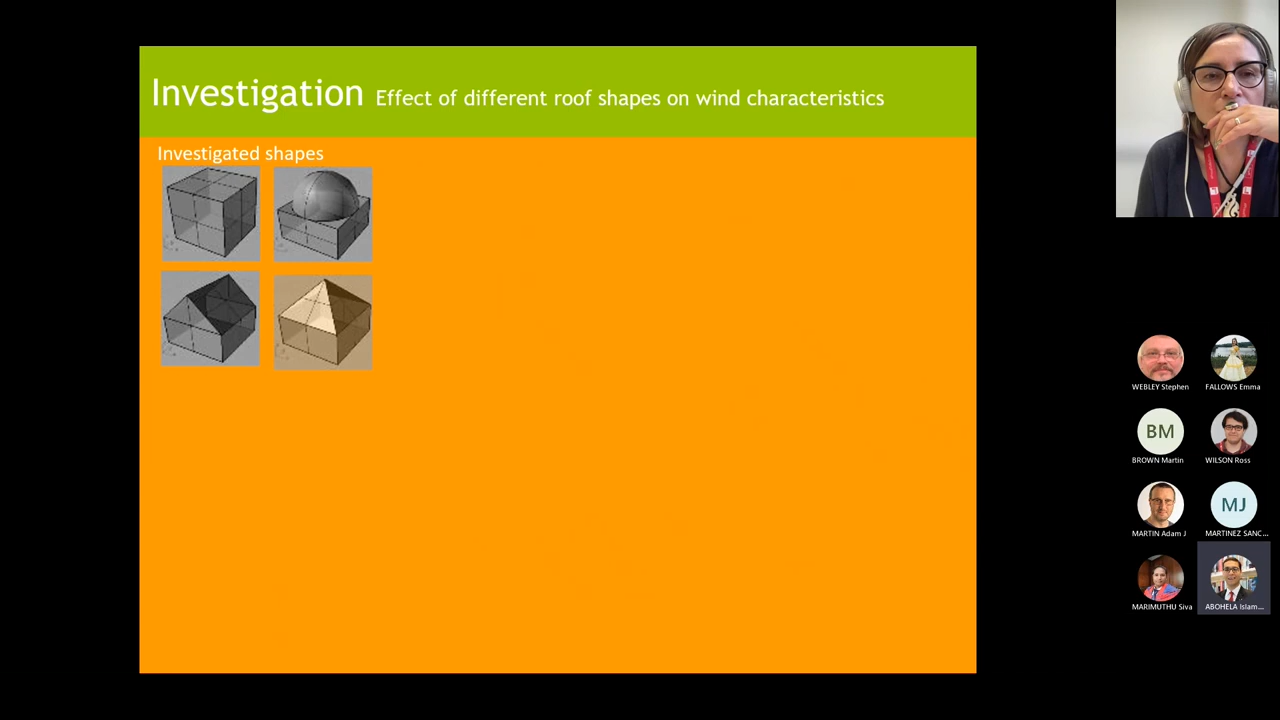 Investigation Effect of different roof shapes on wind characteristics
Investigated shapes
WEBLEY Stephen
FALLOWS Emma
BM
BROWN Martin
WILSON Ross
MARTIN Adam J
MJ
MARTINEZ SANC...
MARIMUTHU Siva
ABOHELA Islam...